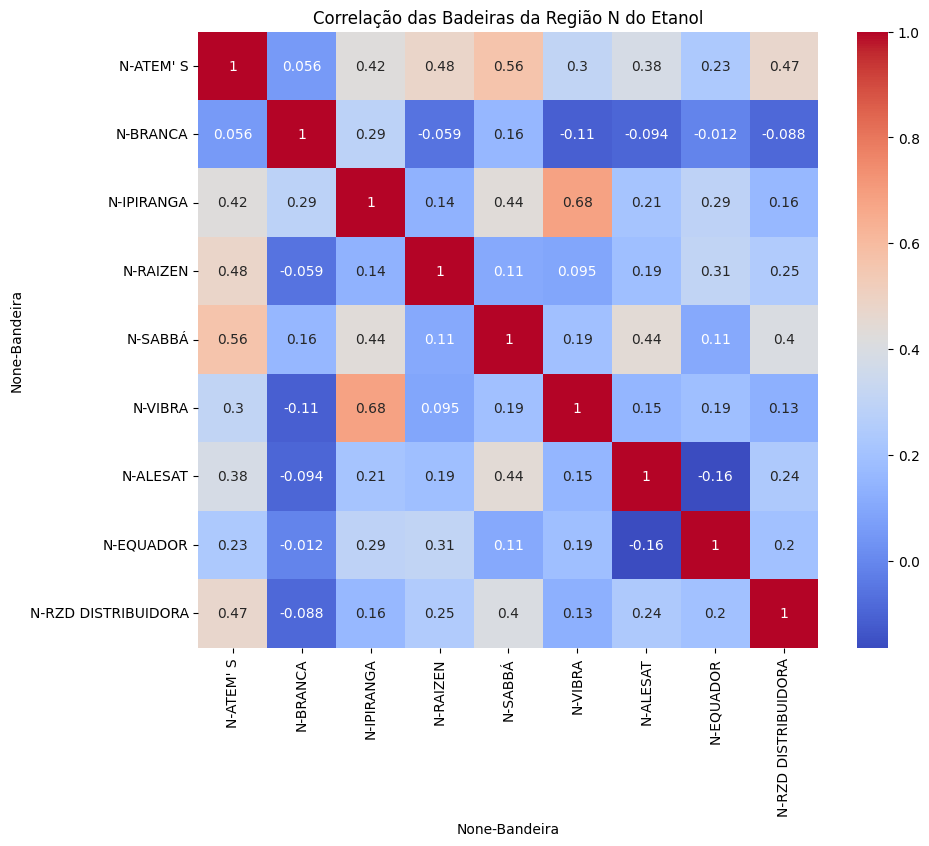 Correlação das Badeiras da Região N do Etanol
None-Bandeira
N-ATEM' S 1 0.056 0.42 0.48 0.56 0.3 0.38 0.23 0.47
N-BRANCA 0.056 1 0.29 -0.059 0.16 -0.11 -0.094 -0.012 -0.088
N-IPIRANGA 0.42 0.29 1 0.14 0.44 0.68 0.21 0.29 0.16
N-RAIZEN 0.48 -0.059 0.14 1 0.11 0.095 0.19 0.31 0.25
N-SABBÁ 0.56 0.16 0.44 0.11 1 0.19 0.44 0.11 0.4
N-VIBRA 0.3 -0.11 0.68 0.095 0.19 1 0.15 0.19 0.13
N-ALESAT 0.38 -0.094 0.21 0.19 0.44 0.15 1 -0.16 0.24
N-EQUADOR 0.23 -0.012 0.29 0.31 0.11 0.19 -0.16 1 0.2
N-RZD DISTRIBUIDORA 0.47 -0.088 0.16 0.25 0.4 0.13 0.24 0.2 1
N-ATEM' S
N-BRANCA
N-IPIRANGA
N-RAIZEN
N-SABBÁ
N-VIBRA
N-ALESAT
N-EQUADOR
N-RZD DISTRIBUIDORA
None-Bandeira
1.0
0.8
0.6
0.4
0.2
0.0